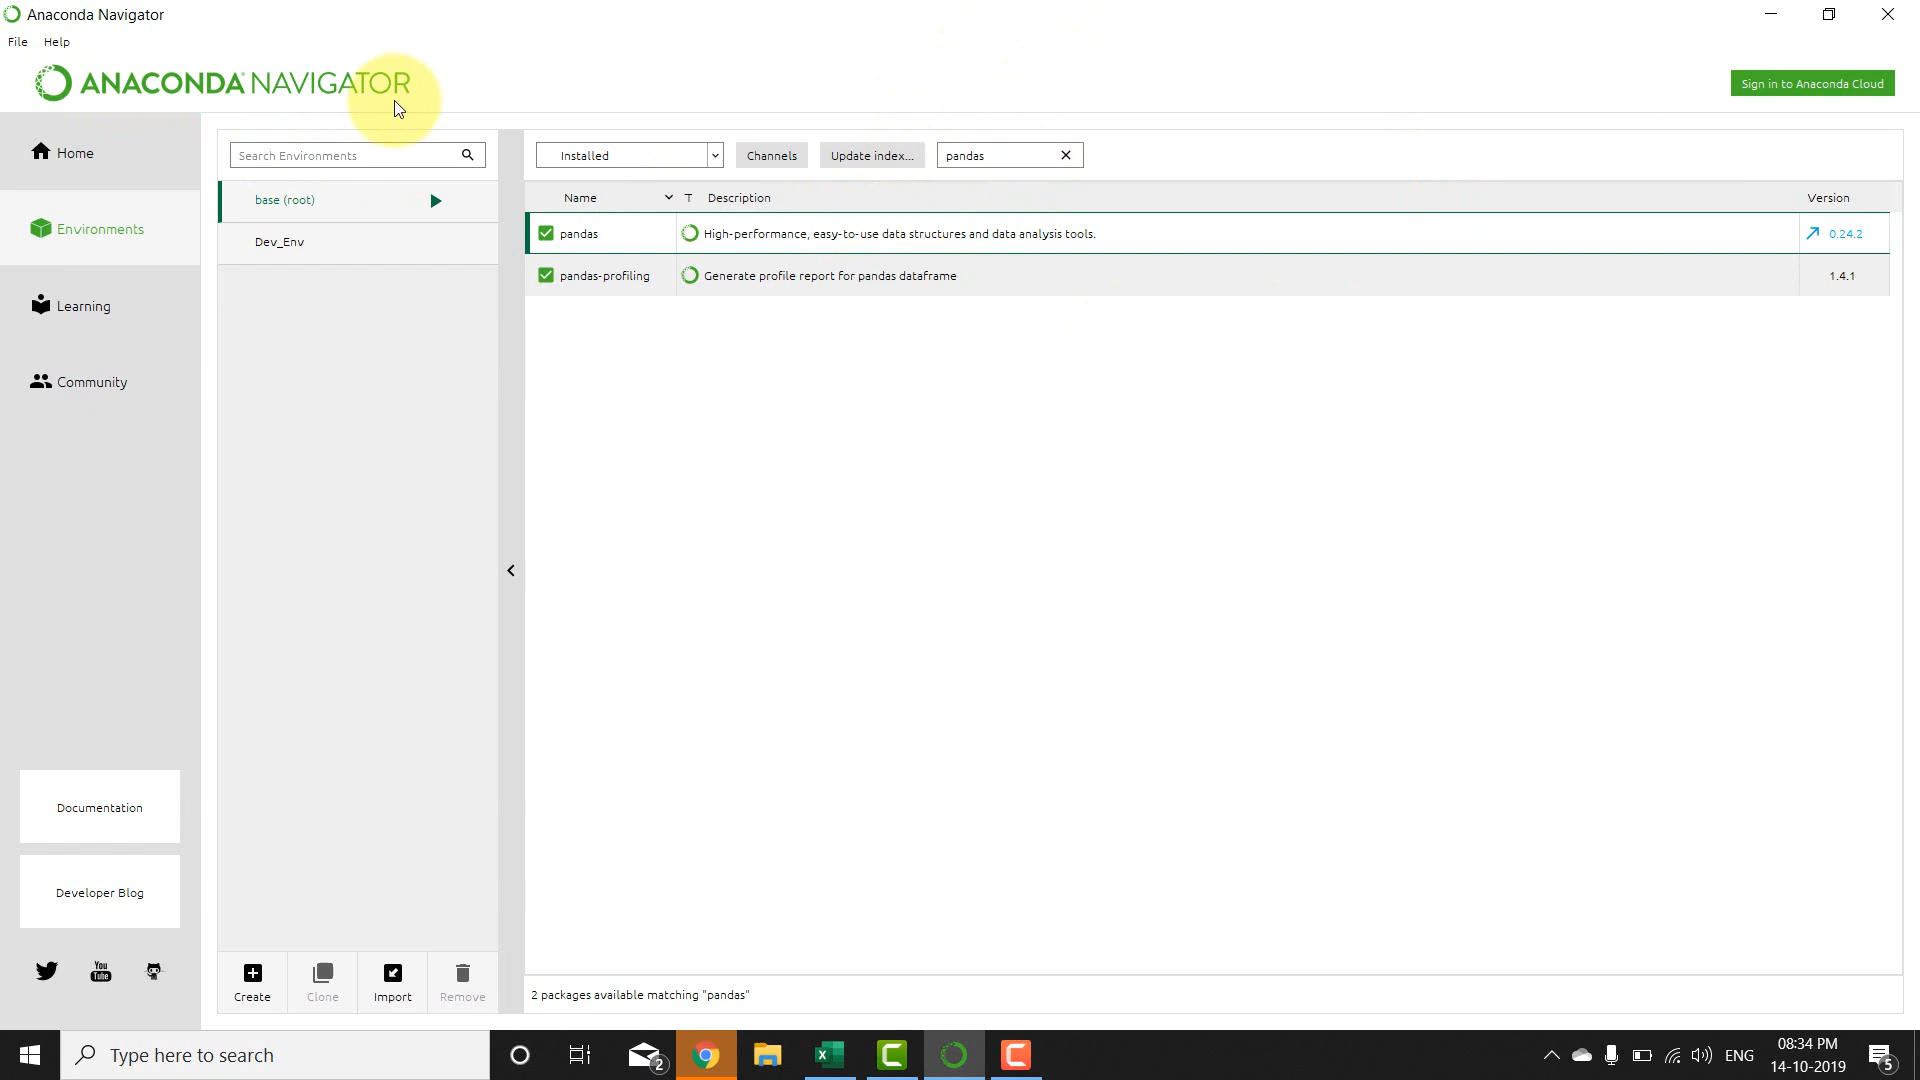 Anaconda Navigator
File Help
ANACONDA NAVIGATOR
Sign in to Anaconda Cloud
Home
Environments
Learning
Community
Documentation
Developer Blog
You Tube
Search Environments
base (root)
Dev_Env
Create Clone Import Remove
Installed Channels Update index... pandas
Name T Description Version
pandas High-performance, easy-to-use data structures and data analysis tools. 0.24.2
pandas-profiling Generate profile report for pandas dataframe 1.4.1
2 packages available matching "pandas"
Type here to search
2
ENG
08:34 PM
14-10-2019
5